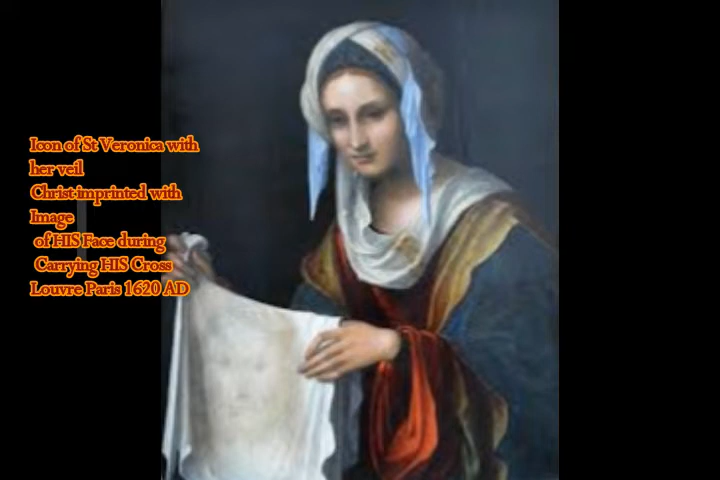 Icon of St Veronica with
her veil
Christ imprinted with
Image
of HIS Face during
Carrying HIS Cross
Louvre Paris 1620 AD